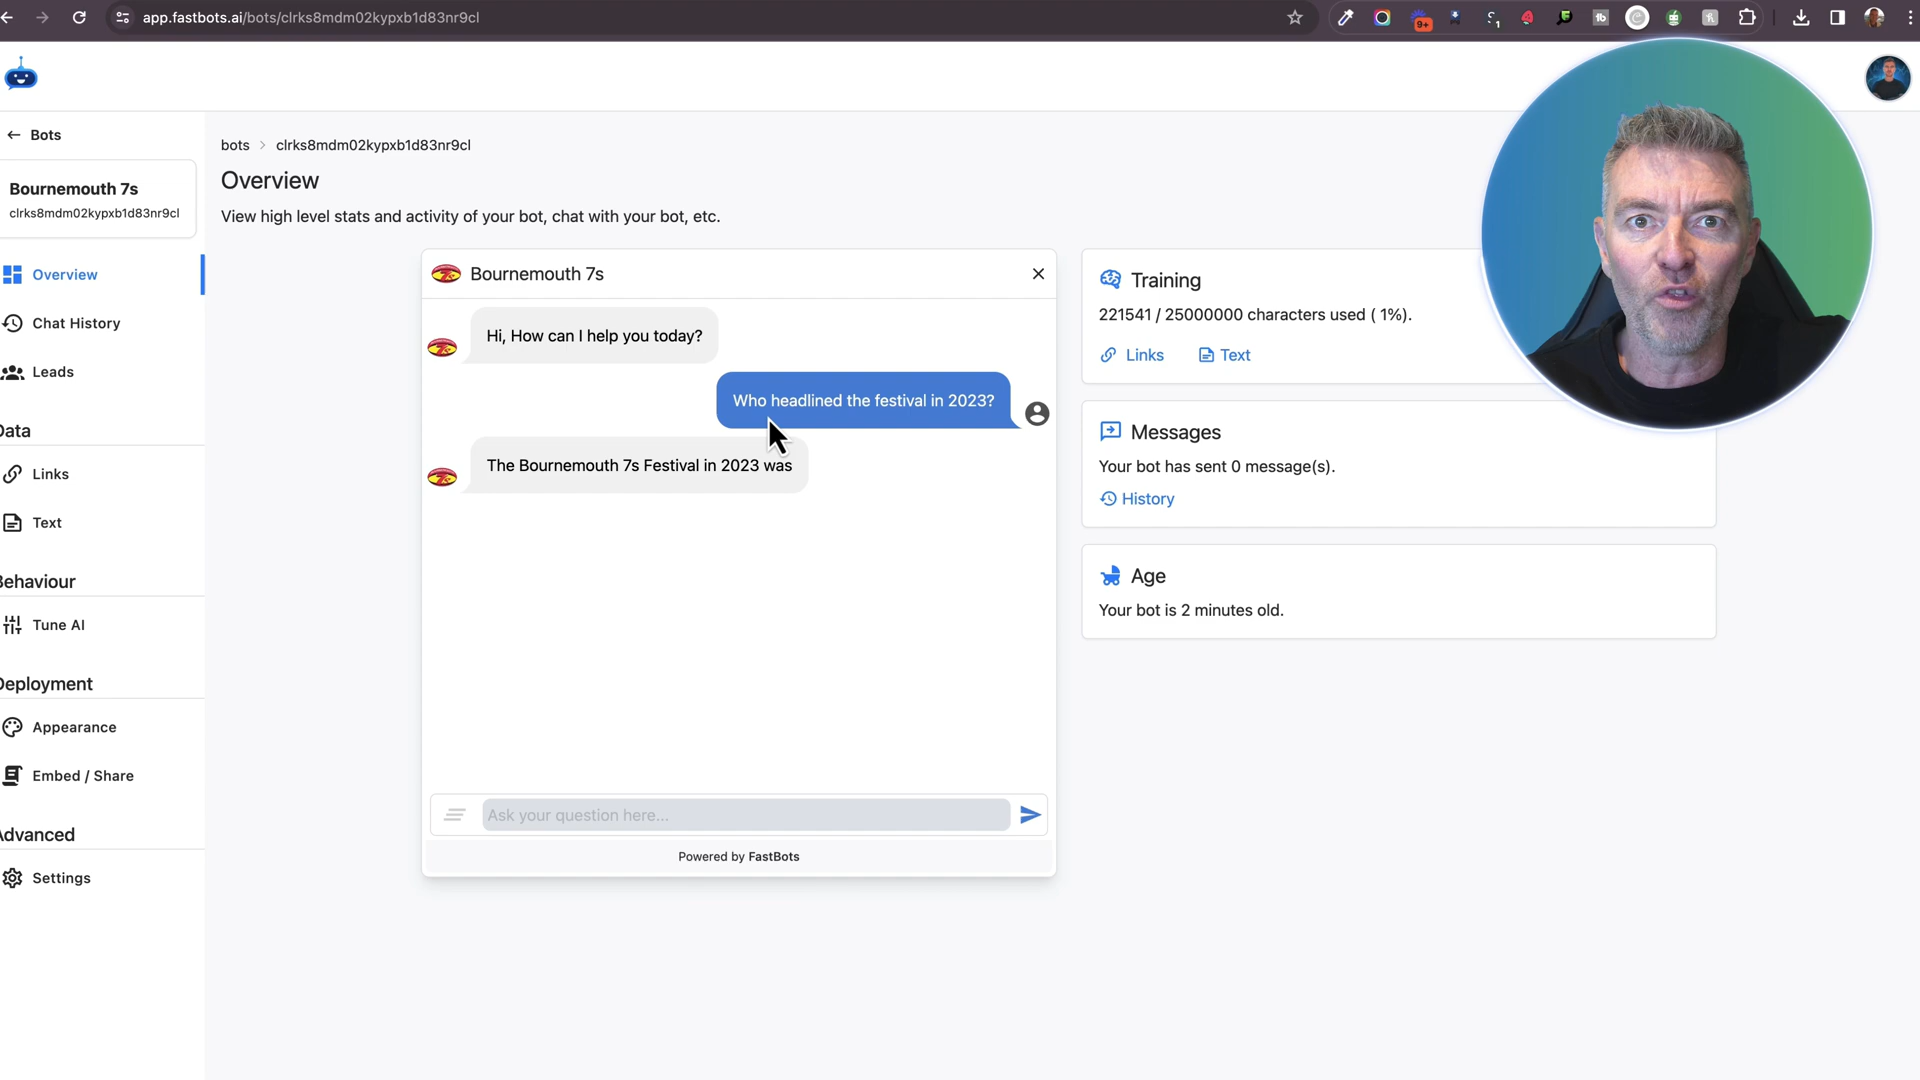 app.fastbots.ai/bots/clrks8mdm02kypxb1d83nr9cl
9+
tb
1
Bots
Bournemouth 7s
clrks8mdm02kypxb1d83nr9cl
Overview
Chat History
Leads
Data
Links
Text
Behaviour
Tune AI
Deployment
Appearance
Embed / Share
Advanced
Settings
bots > clrks8mdm02kypxb1d83nr9cl
Overview
View high level stats and activity of your bot, chat with your bot, etc.
Bournemouth 7s
Hi, How can I help you today?
Who headlined the festival in 2023?
The Bournemouth 7s Festival in 2023 was
Ask your question here...
Powered by FastBots
Training
221541 / 25000000 characters used ( 1%).
Links Text
Messages
Your bot has sent 0 message(s).
History
Age
Your bot is 2 minutes old.